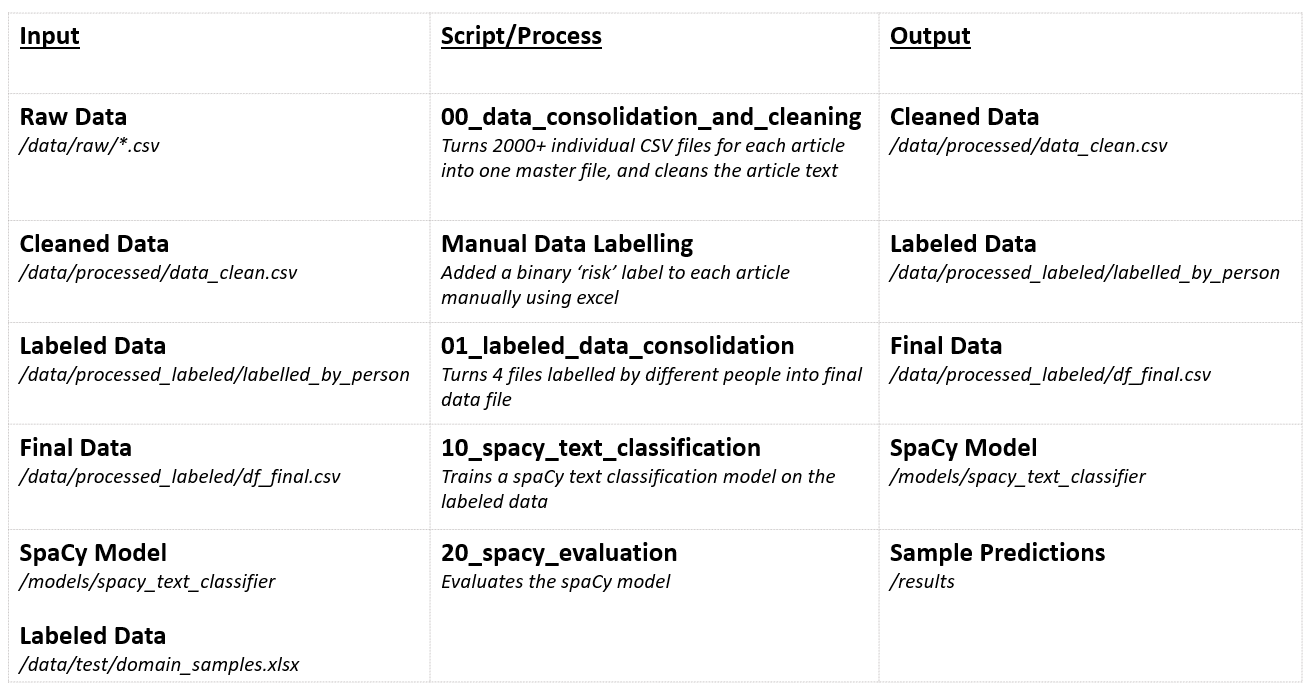 Input
Script/Process
Output
Raw Data
/data/raw/*.csv
00_data_consolidation_and_cleaning
Turns 2000+ individual CSV files for each article
into one master file, and cleans the article text
Cleaned Data
/data/processed/data_clean.csv
Cleaned Data
/data/processed/data_clean.csv
Manual Data Labelling
Added a binary ‘risk’ label to each article
manually using excel
Labeled Data
/data/processed_labeled/labelled_by_person
Labeled Data
/data/processed_labeled/labelled_by_person
01_labeled_data_consolidation
Turns 4 files labelled by different people into final
data file
Final Data
/data/processed_labeled/df_final.csv
Final Data
/data/processed_labeled/df_final.csv
10_spacy_text_classification
Trains a spaCy text classification model on the
labeled data
SpaCy Model
/models/spacy_text_classifier
SpaCy Model
/models/spacy_text_classifier
Labeled Data
/data/test/domain_samples.xlsx
20_spacy_evaluation
Evaluates the spaCy model
Sample Predictions
/results